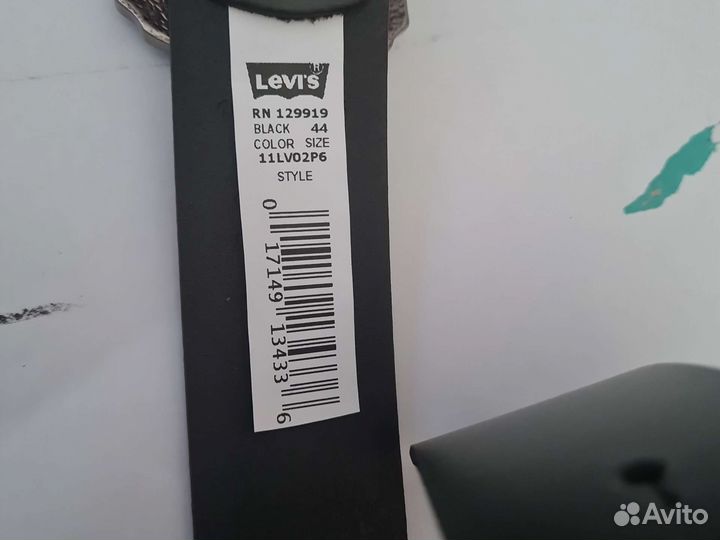 LEVI'S ®
RN 129919
BLACK 44
COLOR SIZE
11LV02P6
STYLE
0 17149 13433 6
Avito